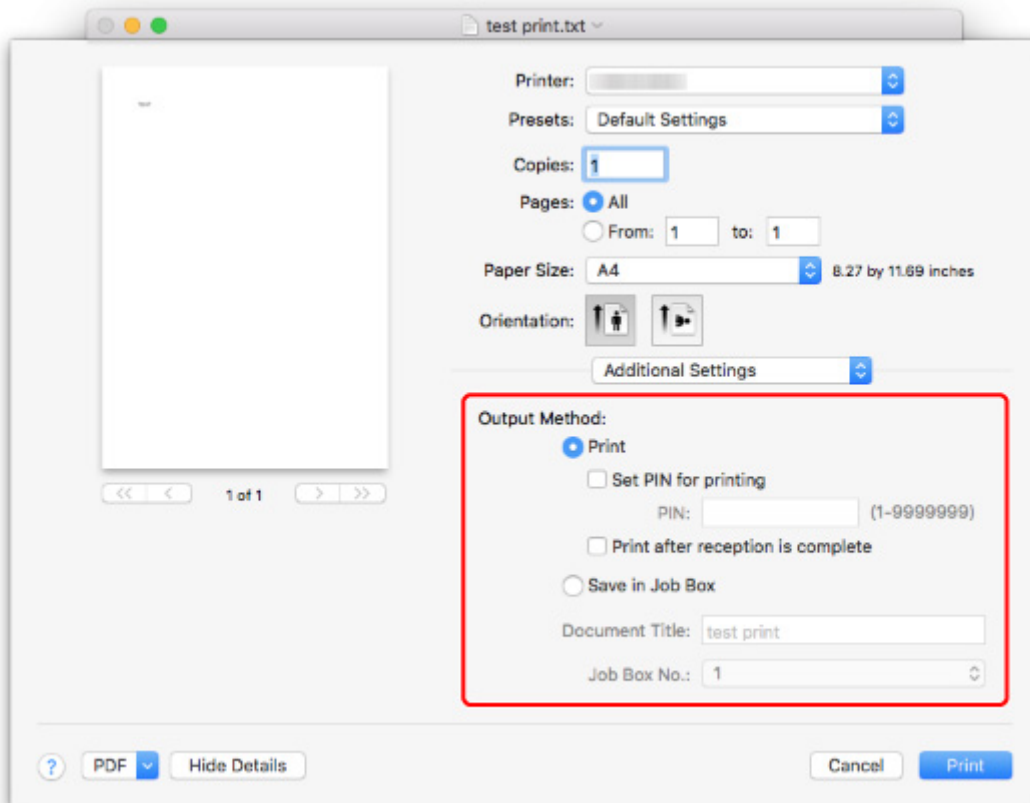 test print.txt
Printer:
Presets: Default Settings
Copies: 1
Pages: All
From: 1 to: 1
Paper Size: A4 8.27 by 11.69 inches
Orientation:
Additional Settings
Output Method:
Print
Set PIN for printing
PIN: (1-9999999)
Print after reception is complete
Save in Job Box
Document Title: test print
Job Box No.: 1
<< < 1 of 1 > >>
? PDF Hide Details Cancel Print